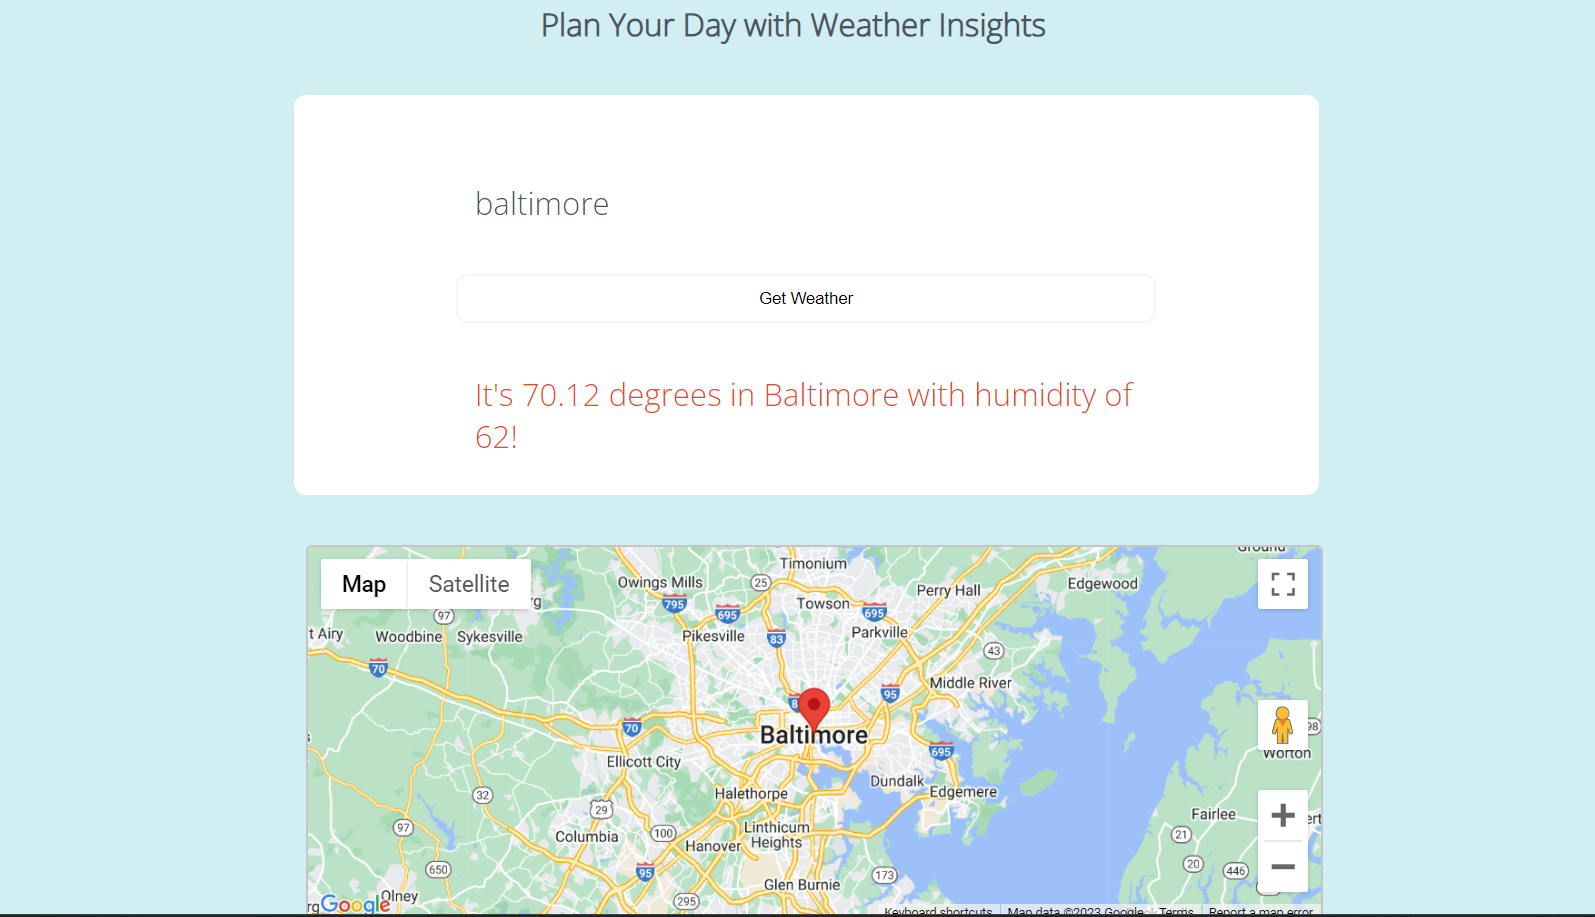 Plan Your Day with Weather Insights
baltimore
Get Weather
It's 70.12 degrees in Baltimore with humidity of
62!
Map
Satellite
Timonium
Owings Mills
25
Perry Hall
Edgewood
795
695
Towson
695
97
t Airy
Woodbine
Sykesville
Pikesville
83
Parkville
43
70
Middle River
95
70
Baltimore
695
98
Worton
Ellicott City
Dundalk
Halethorpe
Edgemere
32
29
Fairlee
97
Columbia
100
Linthicum
Heights
Hanover
21
650
95
20
446
173
Glen Burnie
Olney
295
Google
Keyboard shortcuts
Map data ©2023 Google
Terms
Report a map error